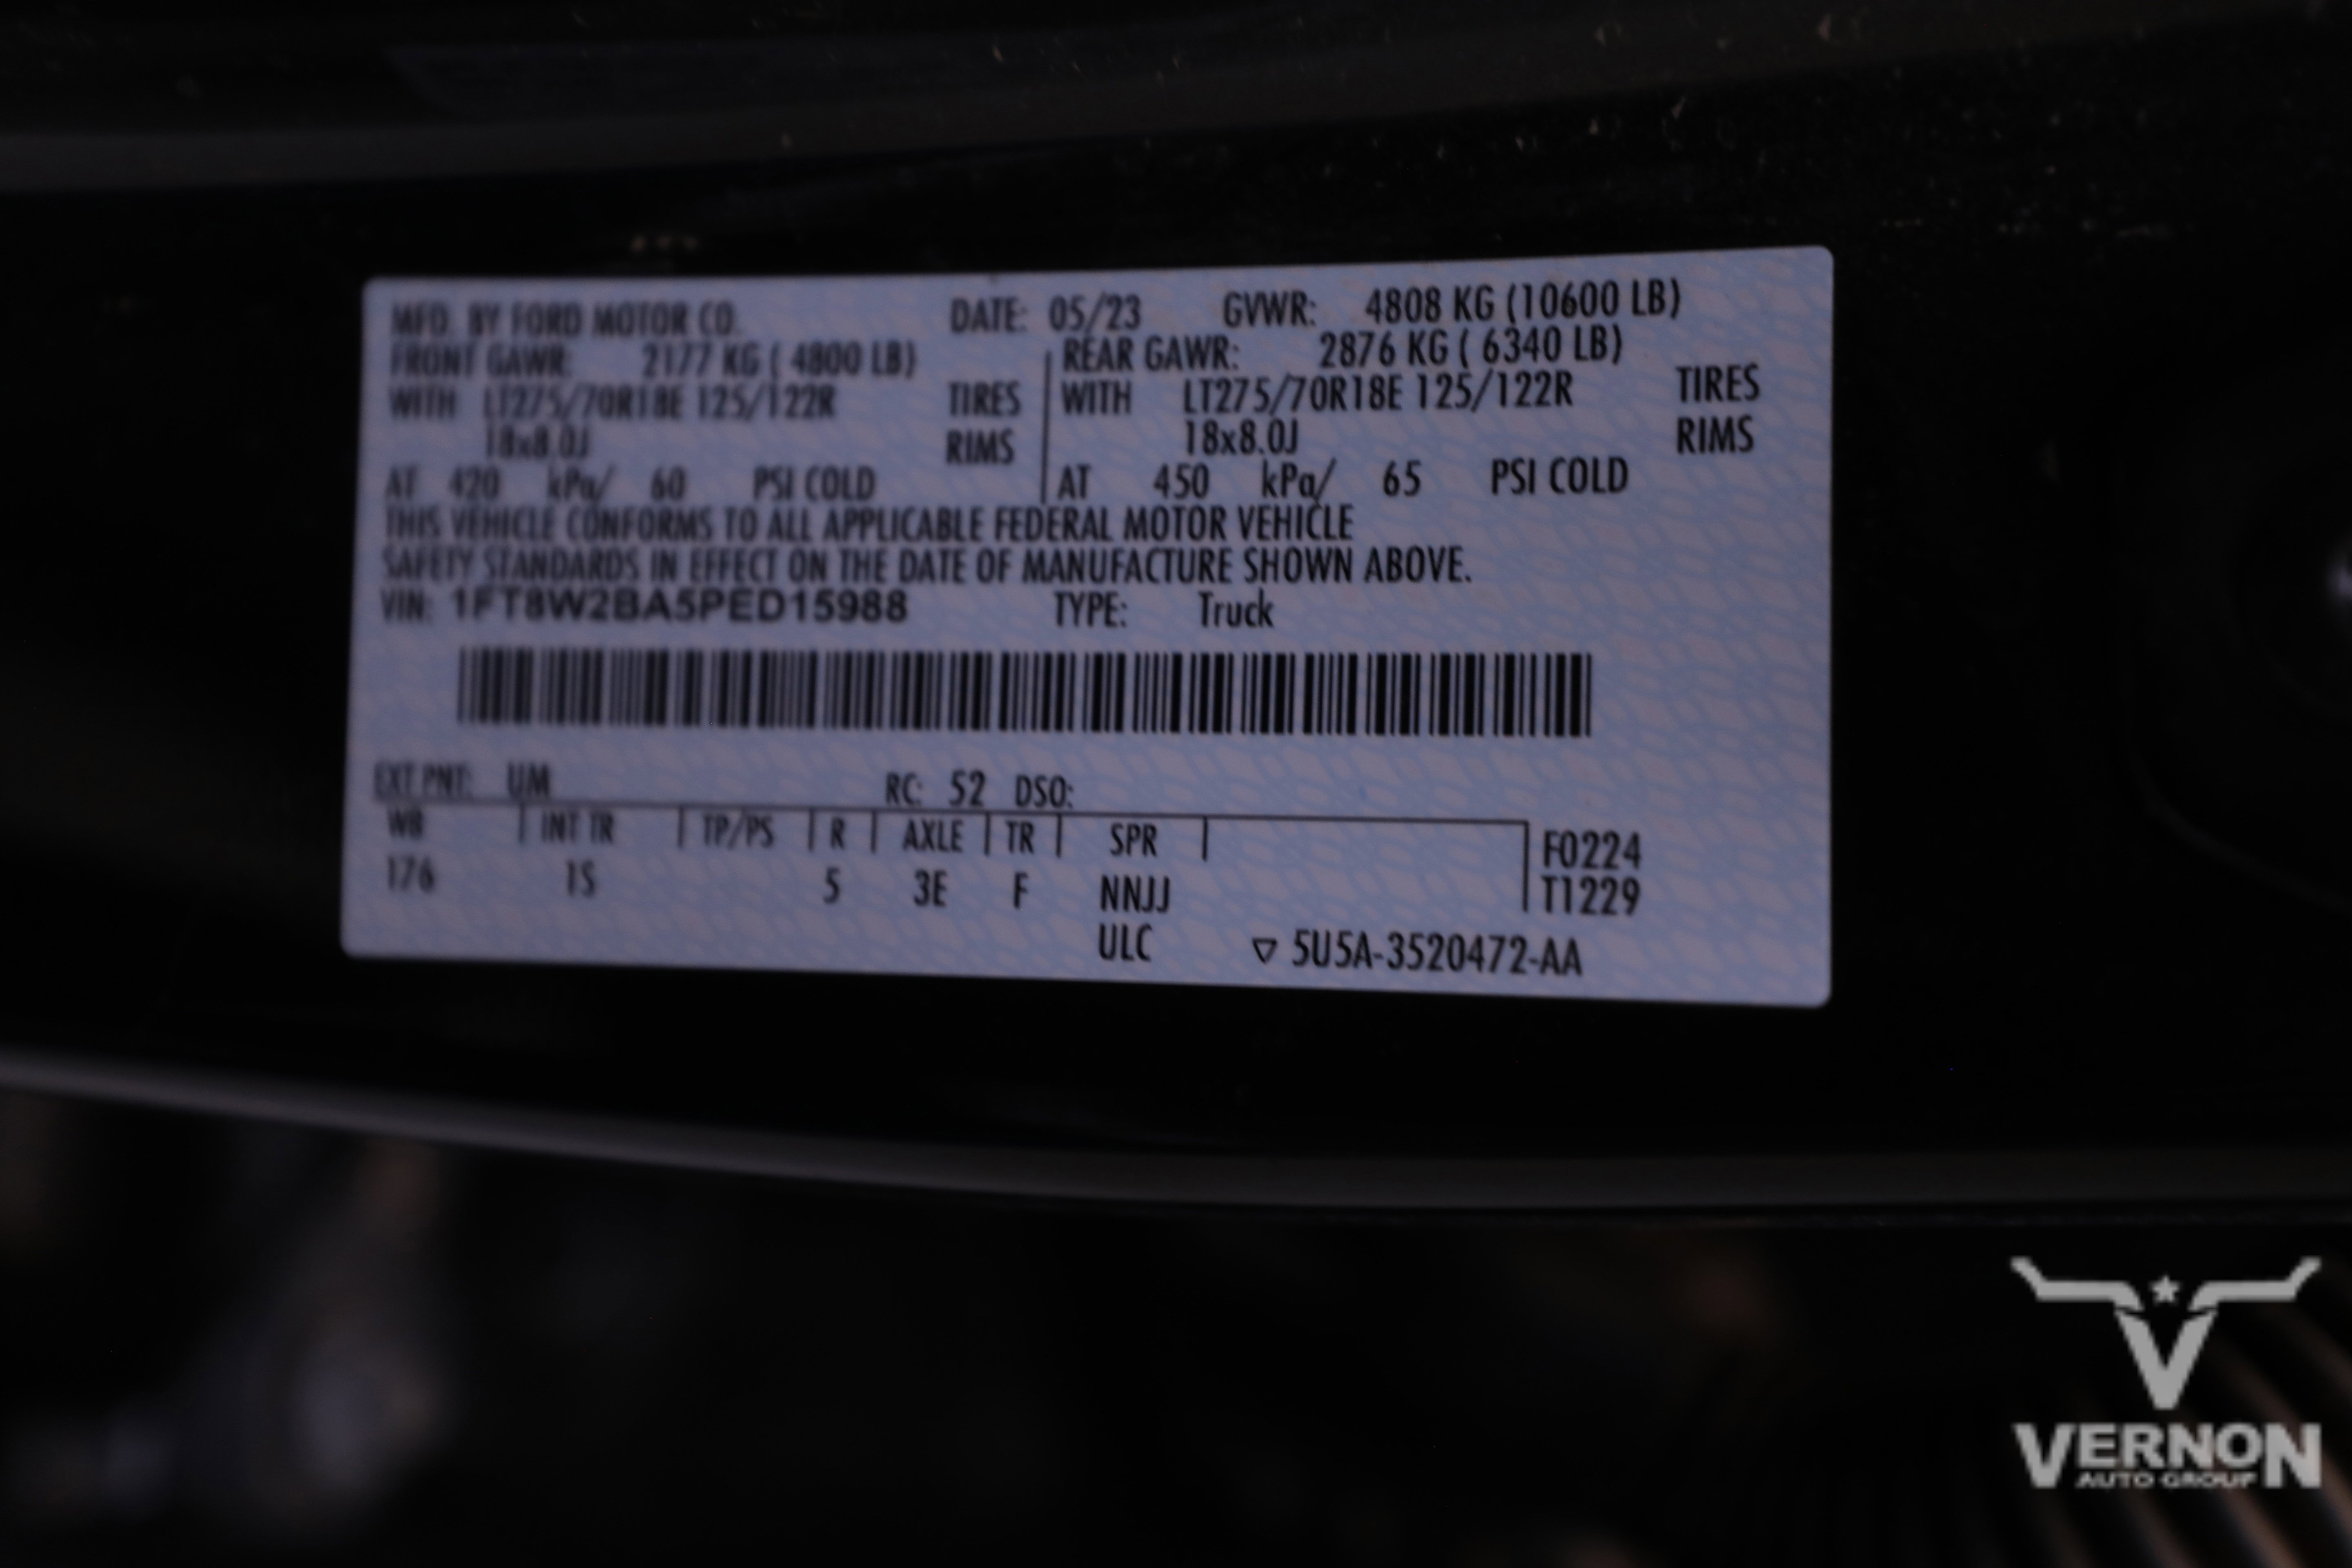 MFD. BY FORD MOTOR CO. DATE: 05/23 GVWR: 4808 KG (10600 LB)
FRONT GAWR: 2177 KG ( 4800 LB) REAR GAWR: 2876 KG ( 6340 LB)
WITH LT275/70R18E 125/122R TIRES WITH LT275/70R18E 125/122R TIRES
18x8.0J RIMS 18x8.0J RIMS
AT 420 kPa/ 60 PSI COLD AT 450 kPa/ 65 PSI COLD
THIS VEHICLE CONFORMS TO ALL APPLICABLE FEDERAL MOTOR VEHICLE
SAFETY STANDARDS IN EFFECT ON THE DATE OF MANUFACTURE SHOWN ABOVE.
VIN: 1FT8W2BA5PED15988 TYPE: Truck
EXT PNT: UM RC: 52 DSO:
WB INT TR TP/PS R AXLE TR SPR F0224
176 1S 5 3E F NNJJ T1229
ULC ▽ 5U5A-3520472-AA
VERNON
AUTO GROUP